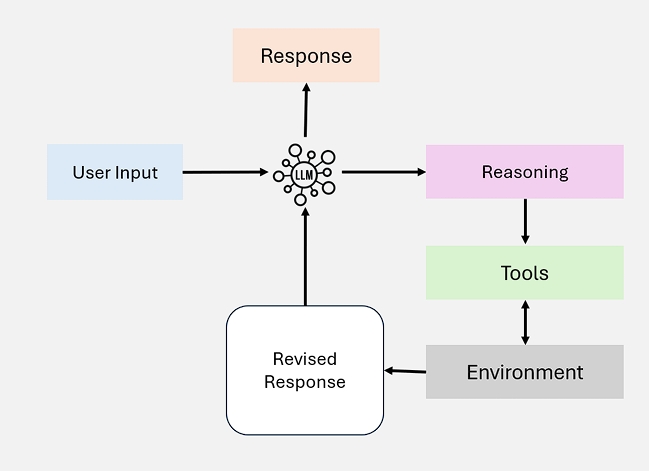 Response
User Input
LLM
Reasoning
Tools
Revised
Response
Environment